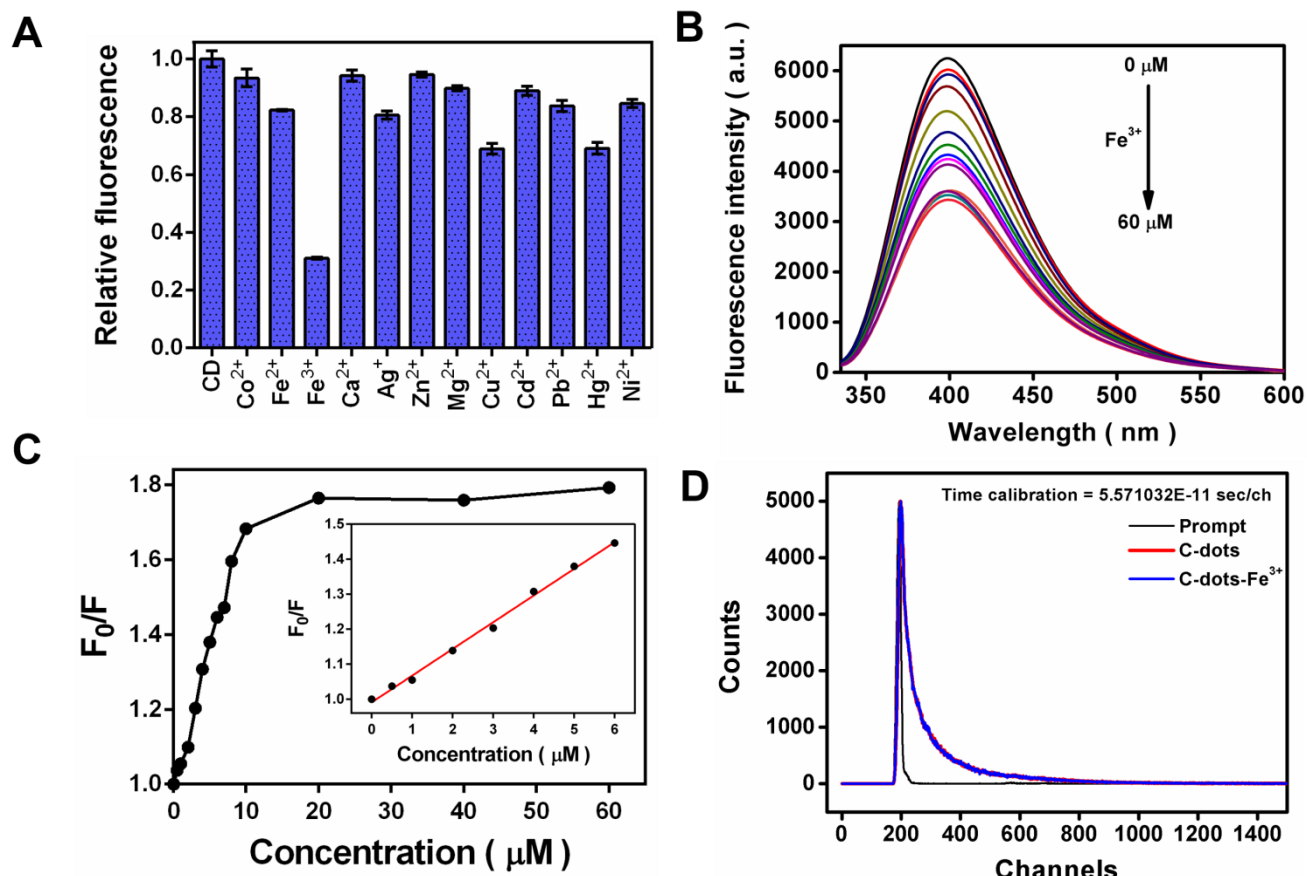 A
Relative fluorescence
1.0
0.8
0.6
0.4
0.2
0.0
CD
Co²⁺
Fe²⁺
Fe³⁺
Ca²⁺
Ag⁺
Zn²⁺
Mg²⁺
Cu²⁺
Cd²⁺
Pb²⁺
Hg²⁺
Ni²⁺
B
Fluorescence intensity ( a.u. )
6000
5000
4000
3000
2000
1000
0
0 μM
Fe³⁺
60 μM
350 400 450 500 550 600
Wavelength ( nm )
C
F₀/F
1.8
1.6
1.4
1.2
1.0
0 10 20 30 40 50 60
Concentration ( μM )
F₀/F
1.5
1.4
1.3
1.2
1.1
1.0
0 1 2 3 4 5 6
Concentration ( μM )
D
Counts
5000
4000
3000
2000
1000
0
Time calibration = 5.571032E-11 sec/ch
Prompt
C-dots
C-dots-Fe³⁺
0 200 400 600 800 1000 1200 1400
Channels